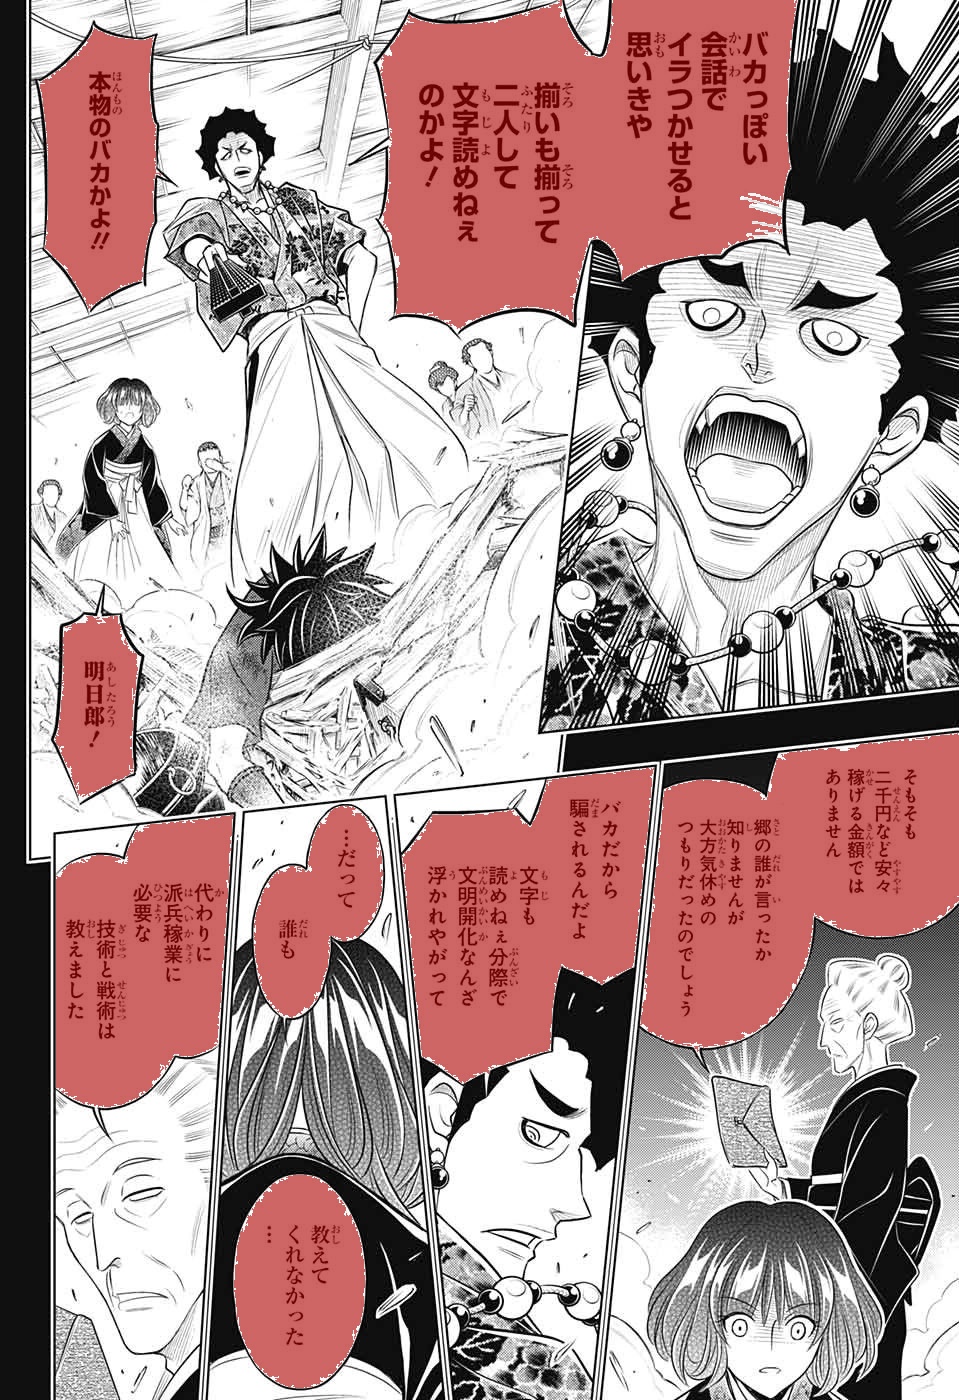 バカっぽい
会話で
イラつかせると
思いきや
揃いも揃って
二人して
文字読めねえ
のかよ！
本物のバカかよ！！
明日郎！
そもそも
二千円など安々
稼げる金額では
ありません
郷の誰が言ったか
知りませんが
大方気休めの
つもりだったのでしょう
バカだから
騙されるんだよ
文字も
読めねぇ分際で
文明開化なんざ
浮かれやがって
…だって
誰も
教えて
くれなかった
…
代わりに
派兵稼業に
必要な
技術と戦術は
教えました